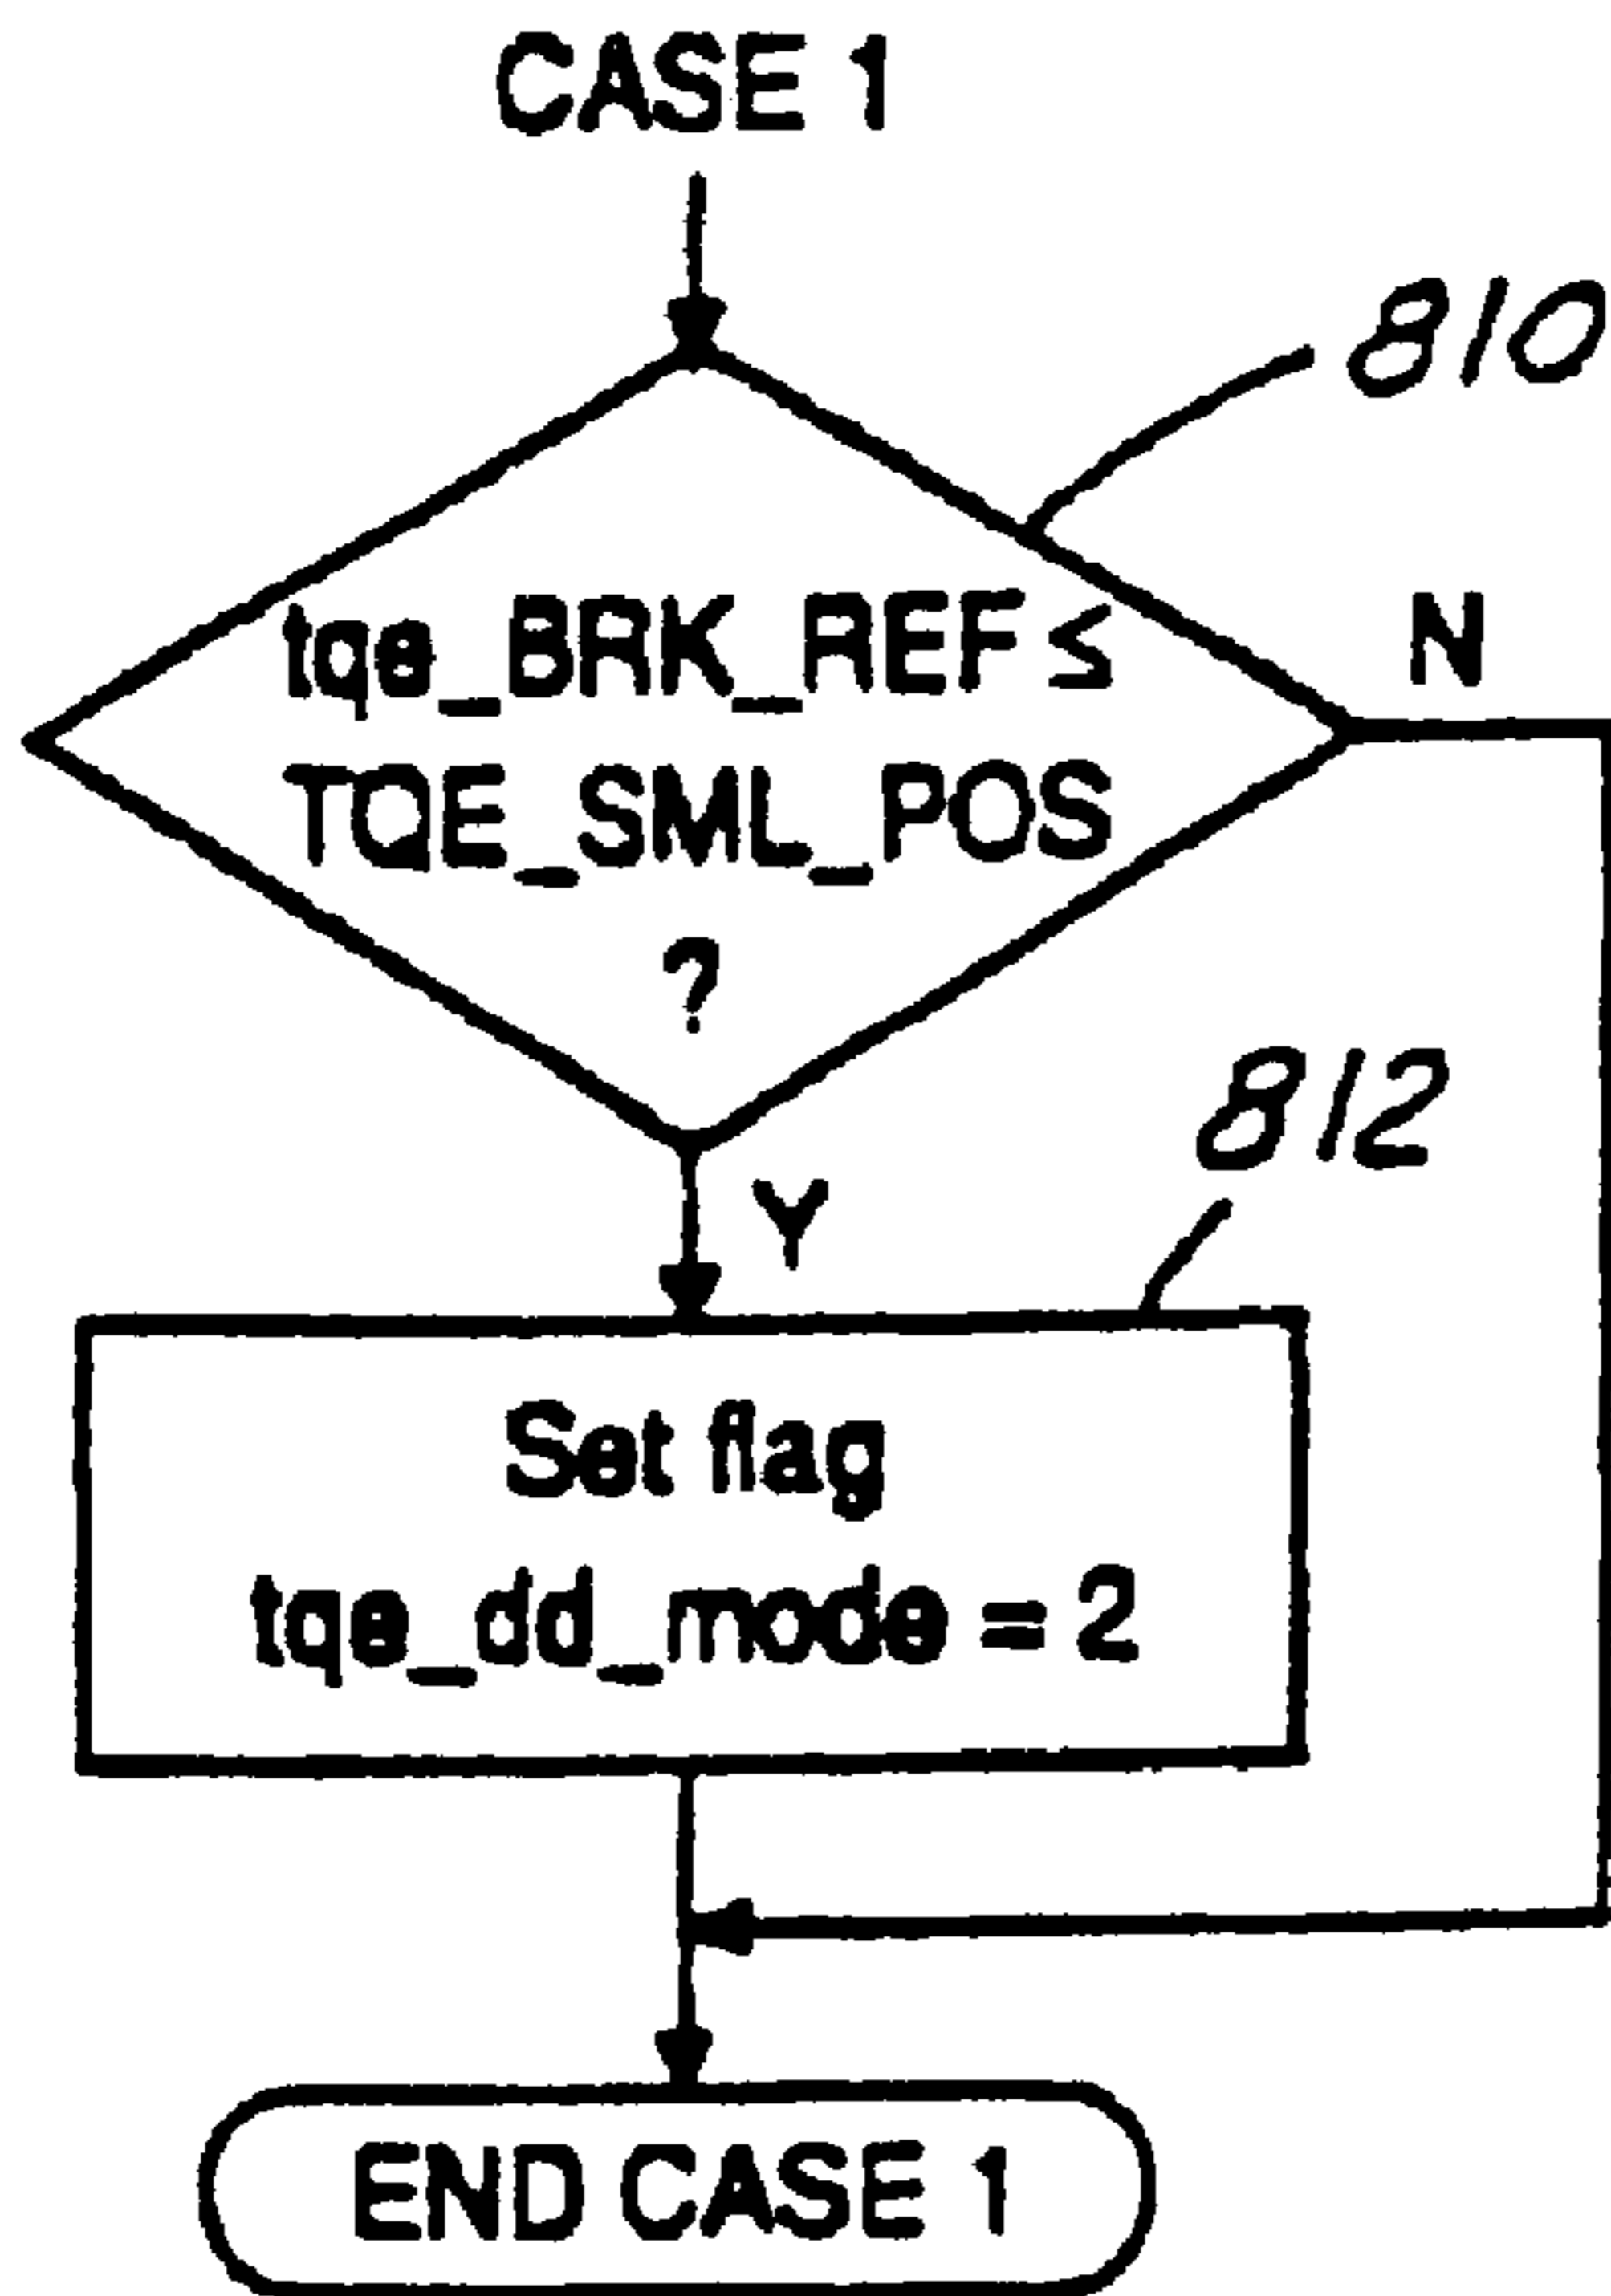 CASE 1
810
tqe_BRK_REF ≤
TQE_SML_POS
?
N
812
Y
Set flag
tqe_dd_mode = 2
END CASE 1